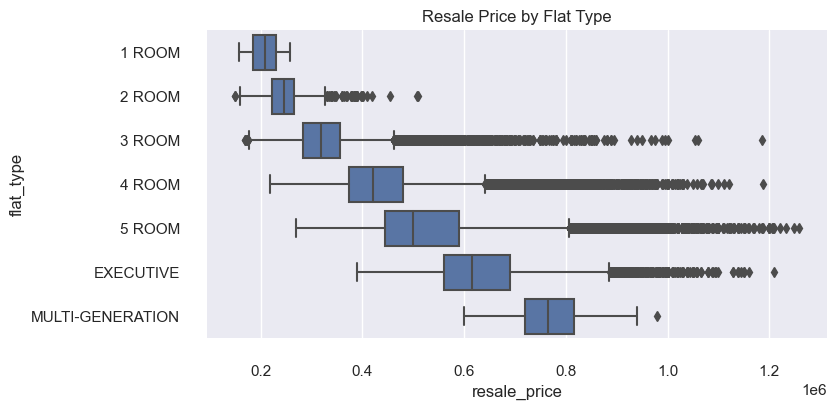 Resale Price by Flat Type
flat_type
1 ROOM
2 ROOM
3 ROOM
4 ROOM
5 ROOM
EXECUTIVE
MULTI-GENERATION
0.2 0.4 0.6 0.8 1.0 1.2
1e6
resale_price